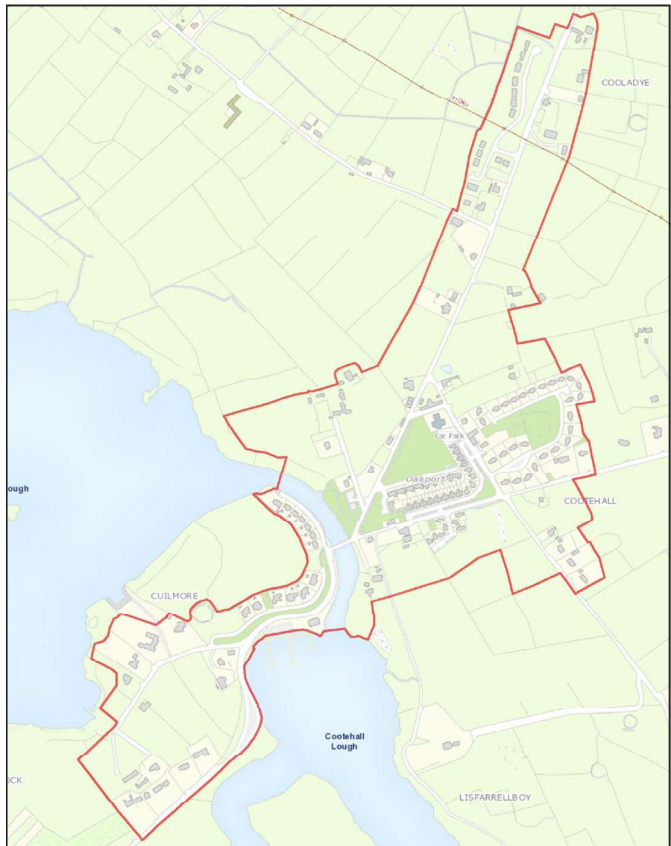 COOLADYE
Car Park
Oakport
ough
COOTEHALL
CUILMORE
Cootehall
Lough
OCK
LISFARRELLBOY